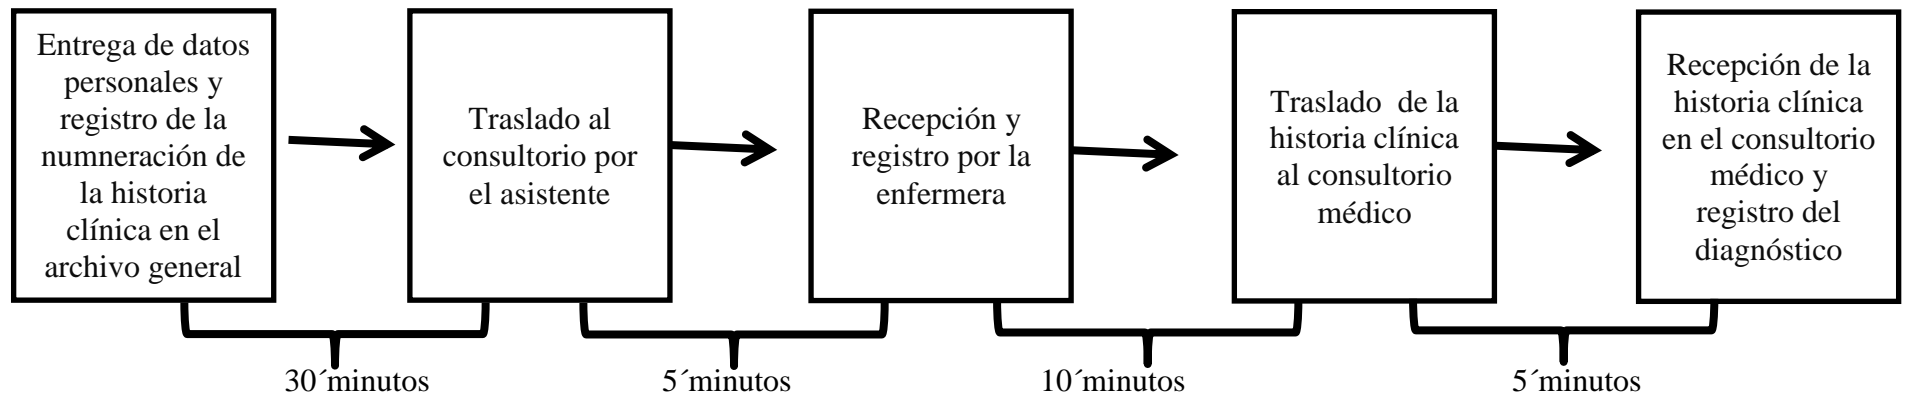 Entrega de datos
personales y
registro de la
numneración de
la historia
clínica en el
archivo general
Traslado al
consultorio por
el asistente
Recepción y
registro por la
enfermera
Traslado  de la
historia clínica
al consultorio
médico
Recepción de la
historia clínica
en el consultorio
médico y
registro del
diagnóstico
30´minutos
5´minutos
10´minutos
5´minutos